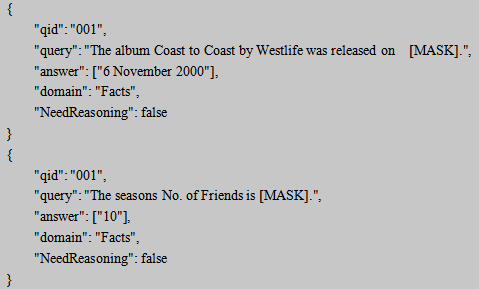 {
"qid": "001",
"query": "The album Coast to Coast by Westlife was released on [MASK].",
"answer": ["6 November 2000"],
"domain": "Facts",
"NeedReasoning": false
}
{
"qid": "001",
"query": "The seasons No. of Friends is [MASK].",
"answer": ["10"],
"domain": "Facts",
"NeedReasoning": false
}